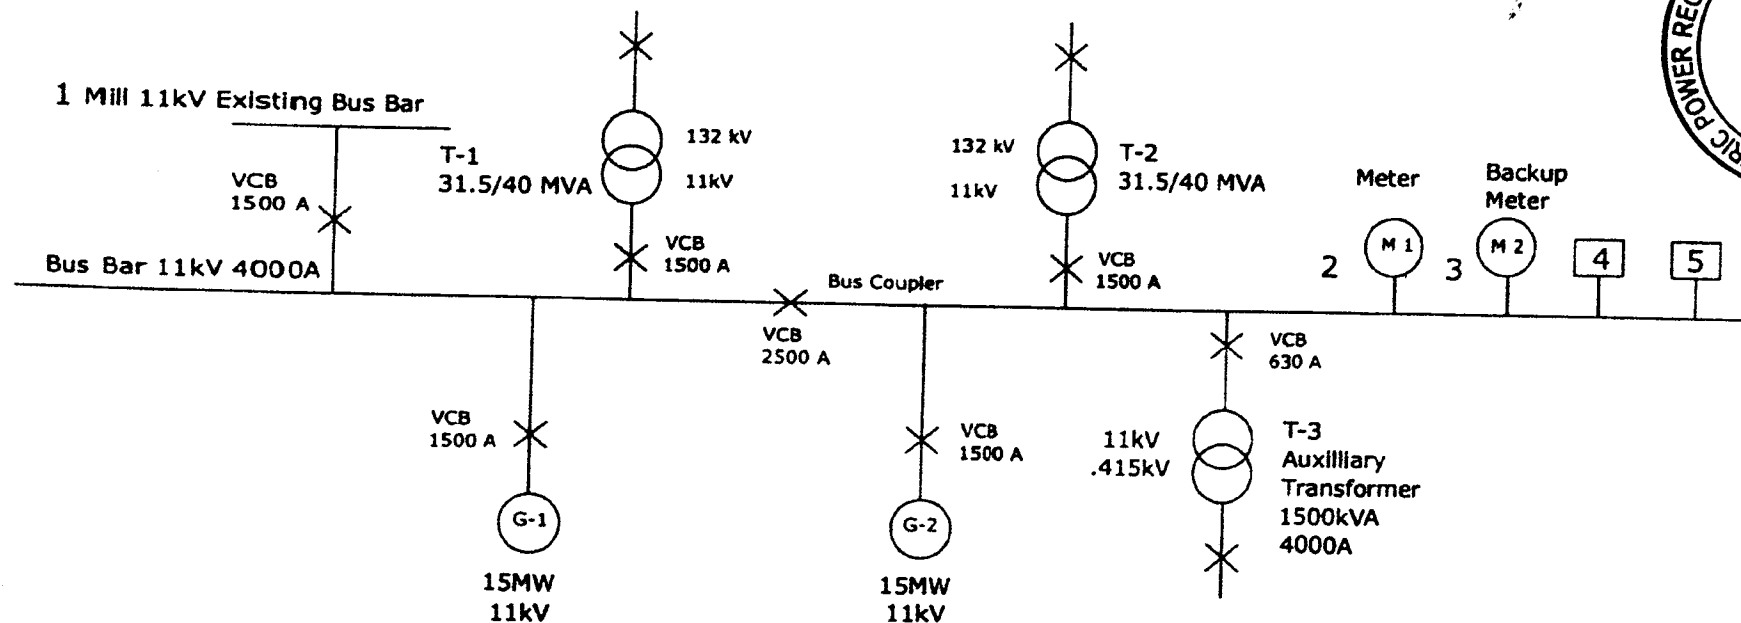 1 Mill 11kV Existing Bus Bar
VCB
1500 A
Bus Bar 11kV 4000A
T-1
31.5/40 MVA
132 kV
11kV
VCB
1500 A
132 kV
11kV
T-2
31.5/40 MVA
VCB
1500 A
Bus Coupler
VCB
2500 A
Meter
2
M 1
Backup
Meter
3
M 2
4
5
VCB
1500 A
G-1
15MW
11kV
VCB
1500 A
G-2
15MW
11kV
VCB
630 A
11kV
.415kV
T-3
Auxilliary
Transformer
1500kVA
4000A
POWER